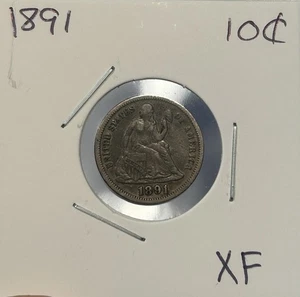 1891 10¢
UNITED STATES OF AMERICA
1891
XF